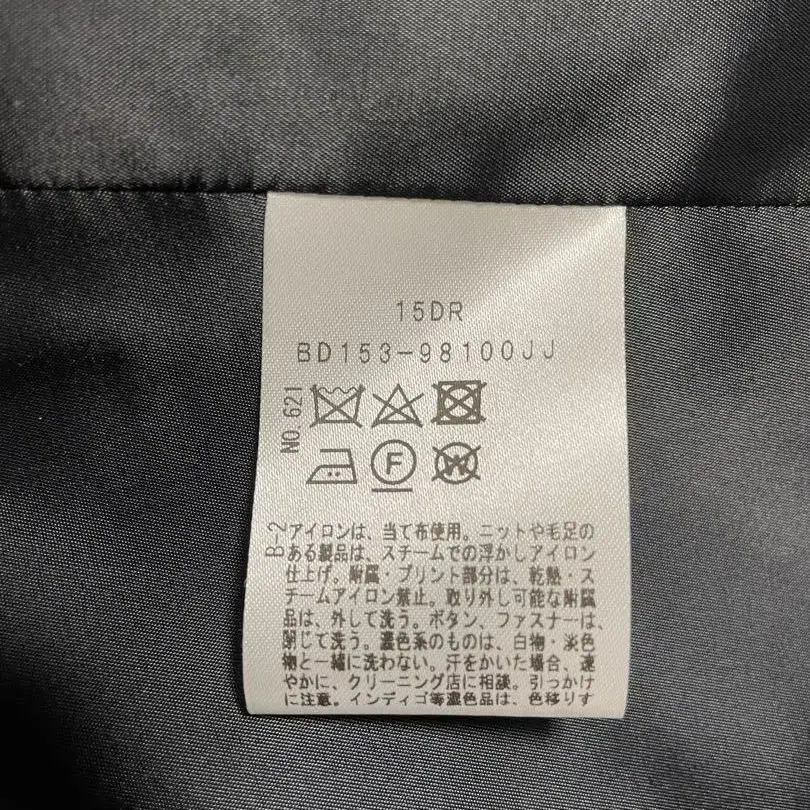 15DR
BD153-98100JJ
NO.621
F
W
B-2
アイロンは、当て布使用。ニットや毛足の
ある製品は、スチームでの浮かしアイロン
仕上げ。附属・プリント部分は、乾熱・ス
チームアイロン禁止。取り外し可能な附属
品は、外して洗う。ボタン、ファスナーは、
閉じて洗う。濃色系のものは、白物・淡色
物と一緒に洗わない。汗をかいた場合、速
やかに、クリーニング店に相談。引っかけ
に注意。インディゴ等濃色品は、色移りす